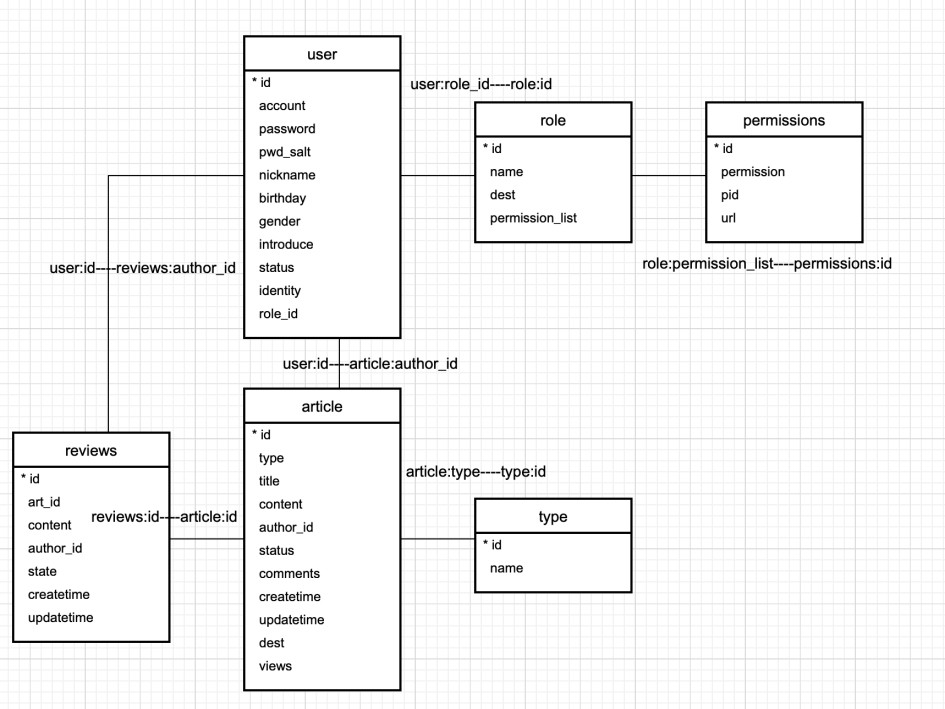 user
* id
account
password
pwd_salt
nickname
birthday
gender
introduce
status
identity
role_id
user:role_id----role:id
role
* id
name
dest
permission_list
permissions
* id
permission
pid
url
role:permission_list----permissions:id
user:id----reviews:author_id
user:id----article:author_id
article
* id
type
title
content
author_id
status
comments
createtime
updatetime
dest
views
reviews
* id
art_id
content
author_id
state
createtime
updatetime
reviews:id----article:id
article:type----type:id
type
* id
name